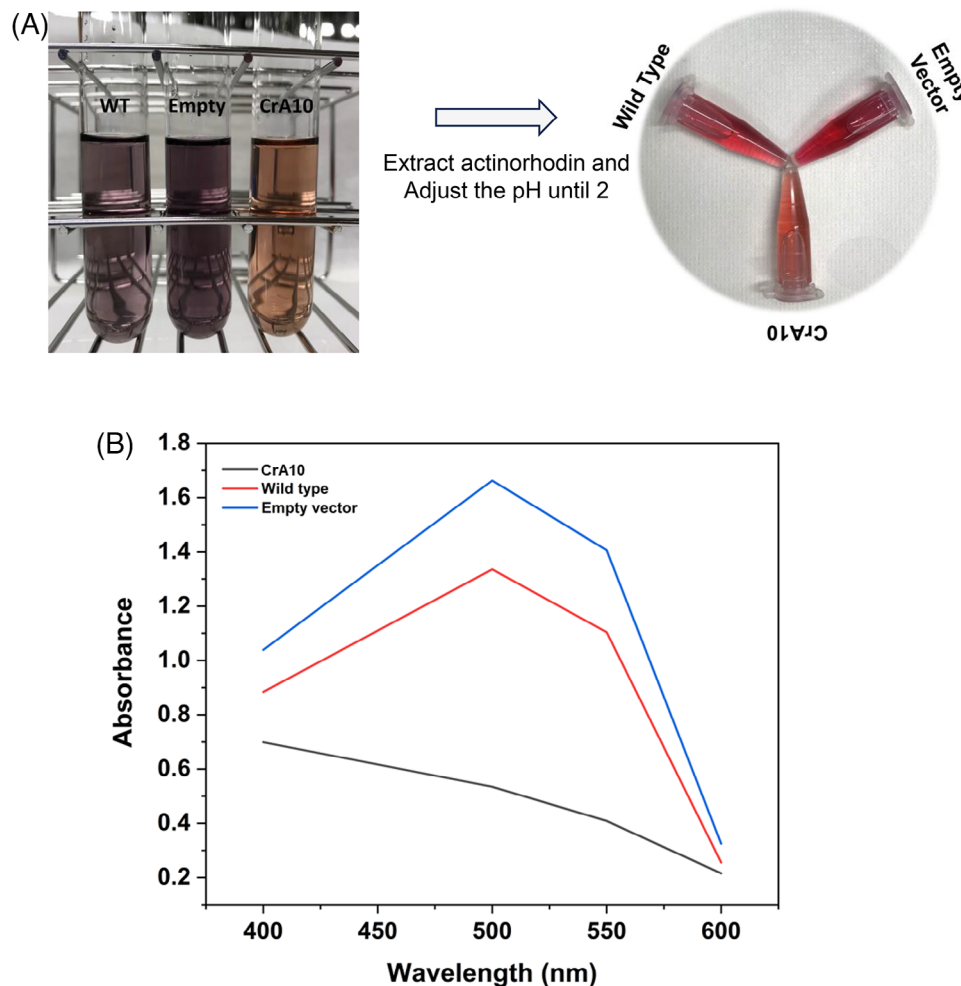 (A)
WT Empty CrA10
Extract actinorhodin and
Adjust the pH until 2
Wild Type
Empty
Vector
CrA10
(B)
CrA10
Wild type
Empty vector
1.8
1.6
1.4
1.2
1.0
0.8
0.6
0.4
0.2
Absorbance
400 450 500 550 600
Wavelength (nm)